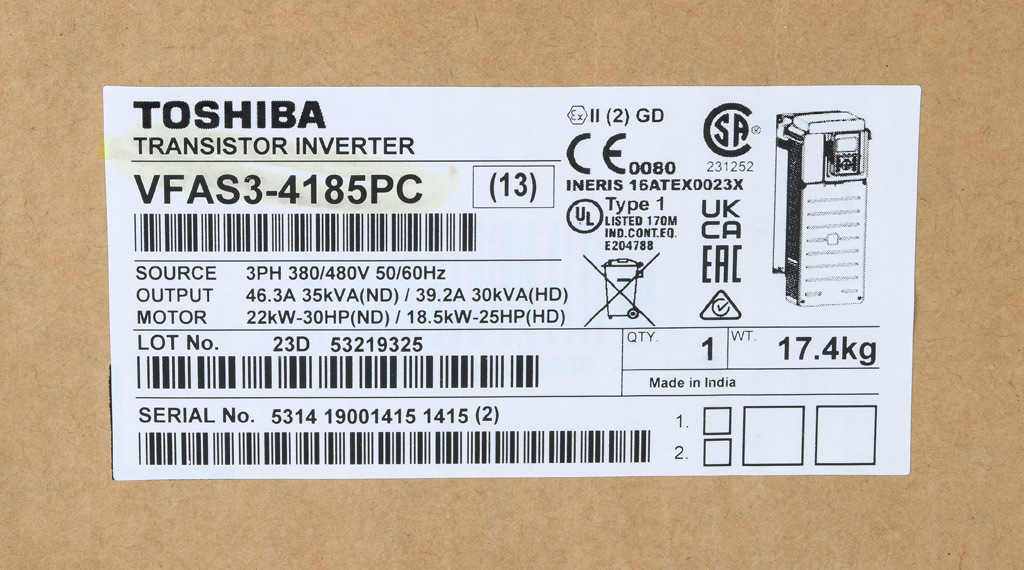 TOSHIBA
TRANSISTOR INVERTER
VFAS3-4185PC (13)
SOURCE 3PH 380/480V 50/60Hz
OUTPUT 46.3A 35kVA(ND) / 39.2A 30kVA(HD)
MOTOR 22kW-30HP(ND) / 18.5kW-25HP(HD)
LOT No. 23D 53219325
SERIAL No. 5314 19001415 1415 (2)
Ex II (2) GD
CE 0080
INERIS 16ATEX0023X
UL Type 1
LISTED 170M
IND.CONT.EQ.
E204788
SA ®
231252
UK
CA
EAC
QTY. 1 WT. 17.4kg
Made in India
1.
2.